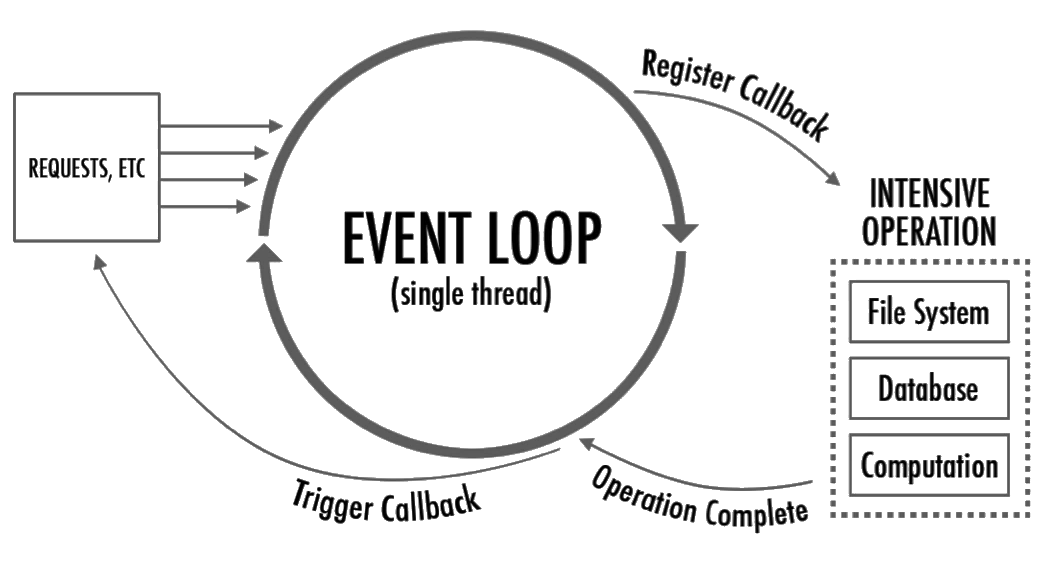 REQUESTS, ETC
EVENT LOOP
(single thread)
Register Callback
INTENSIVE
OPERATION
File System
Database
Computation
Operation Complete
Trigger Callback